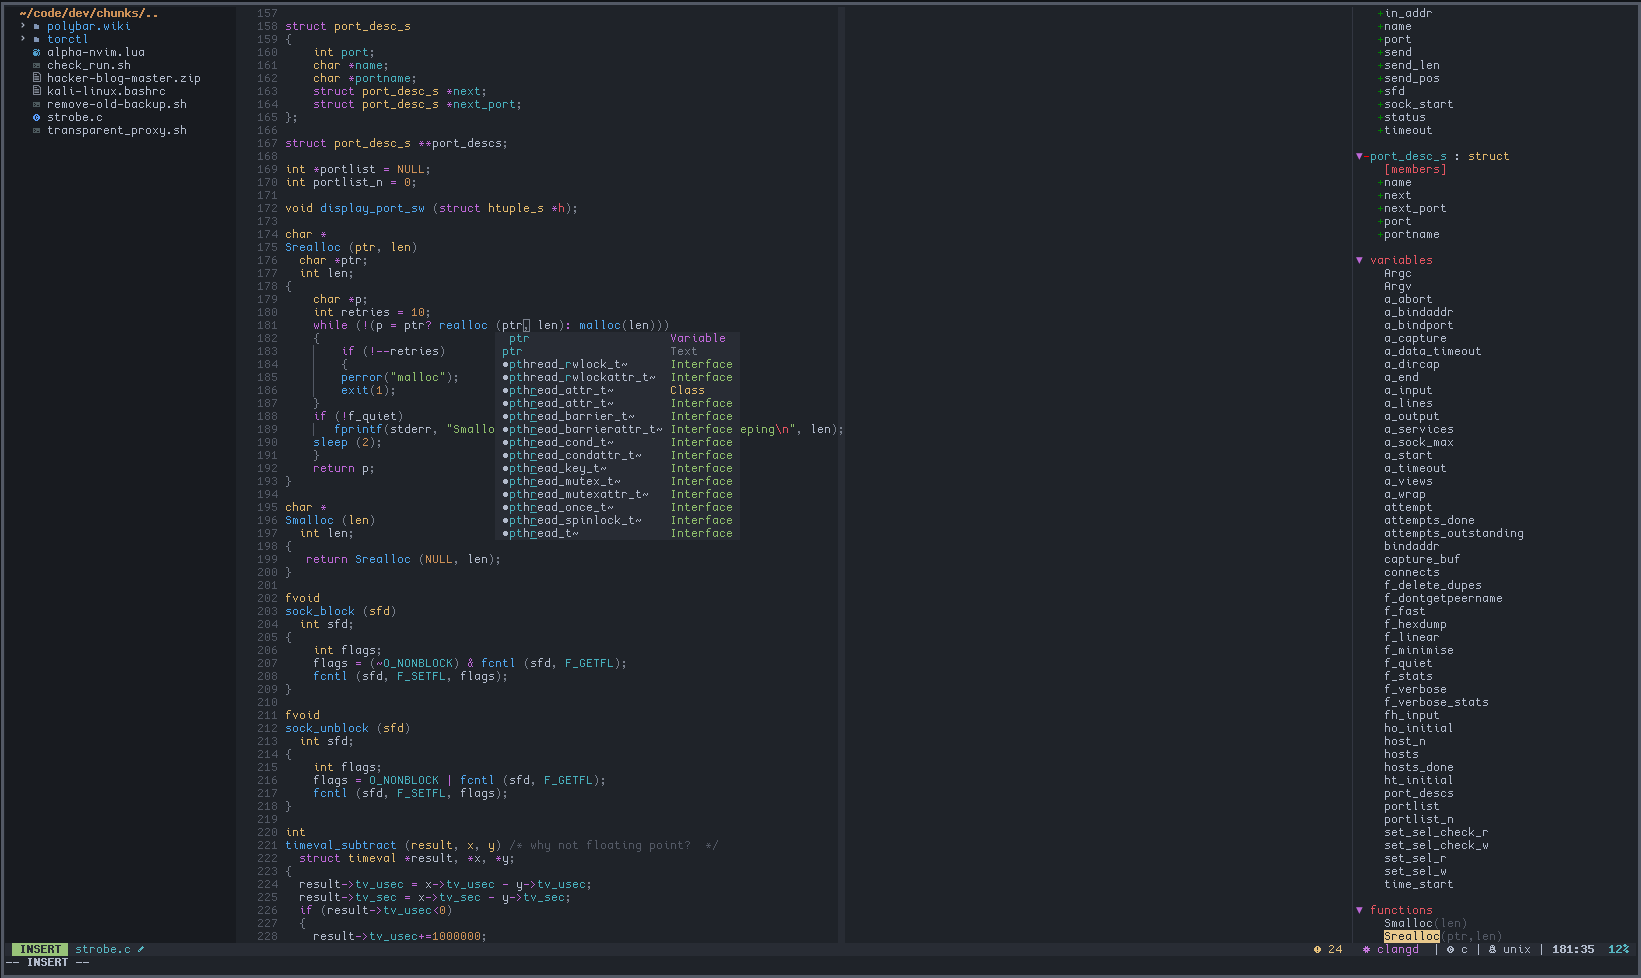 ~/code/dev/chunks/..
polybar.wiki
torctl
alpha-nvim.lua
check_run.sh
hacker-blog-master.zip
kali-linux.bashrc
remove-old-backup.sh
strobe.c
transparent_proxy.sh
157
158 struct port_desc_s
159 {
160     int port;
161     char *name;
162     char *portname;
163     struct port_desc_s *next;
164     struct port_desc_s *next_port;
165 };
166
167 struct port_desc_s **port_descs;
168
169 int *portlist = NULL;
170 int portlist_n = 0;
171
172 void display_port_sw (struct htuple_s *h);
173
174 char *
175 Srealloc (ptr, len)
176   char *ptr;
177   int len;
178 {
179     char *p;
180     int retries = 10;
181     while (!(p = ptr? realloc (ptr, len): malloc(len)))
182     {
183         if (!--retries)
184         {
185         perror("malloc");
186         exit(1);
187     }
188     if (!f_quiet)
189        fprintf(stderr, "Smallo eping\n", len);
190     sleep (2);
191     }
192     return p;
193 }
194
195 char *
196 Smalloc (len)
197   int len;
198 {
199    return Srealloc (NULL, len);
200 }
201
202 fvoid
203 sock_block (sfd)
204   int sfd;
205 {
206     int flags;
207     flags = (~O_NONBLOCK) & fcntl (sfd, F_GETFL);
208     fcntl (sfd, F_SETFL, flags);
209 }
210
211 fvoid
212 sock_unblock (sfd)
213   int sfd;
214 {
215     int flags;
216     flags = O_NONBLOCK | fcntl (sfd, F_GETFL);
217     fcntl (sfd, F_SETFL, flags);
218 }
219
220 int
221 timeval_subtract (result, x, y) /* why not floating point?  */
222   struct timeval *result, *x, *y;
223 {
224   result->tv_usec = x->tv_usec - y->tv_usec;
225   result->tv_sec = x->tv_sec - y->tv_sec;
226   if (result->tv_usec<0)
227   {
228     result->tv_usec+=1000000;
ptr Variable
ptr Text
●pthread_rwlock_t~ Interface
●pthread_rwlockattr_t~ Interface
●pthread_attr_t~ Class
●pthread_attr_t~ Interface
●pthread_barrier_t~ Interface
●pthread_barrierattr_t~ Interface
●pthread_cond_t~ Interface
●pthread_condattr_t~ Interface
●pthread_key_t~ Interface
●pthread_mutex_t~ Interface
●pthread_mutexattr_t~ Interface
●pthread_once_t~ Interface
●pthread_spinlock_t~ Interface
●pthread_t~ Interface
+in_addr
+name
+port
+send
+send_len
+send_pos
+sfd
+sock_start
+status
+timeout
▼-port_desc_s : struct
[members]
+name
+next
+next_port
+port
+portname
▼ variables
Argc
Argv
a_abort
a_bindaddr
a_bindport
a_capture
a_data_timeout
a_dircap
a_end
a_input
a_lines
a_output
a_services
a_sock_max
a_start
a_timeout
a_views
a_wrap
attempt
attempts_done
attempts_outstanding
bindaddr
capture_buf
connects
f_delete_dupes
f_dontgetpeername
f_fast
f_hexdump
f_linear
f_minimise
f_quiet
f_stats
f_verbose
f_verbose_stats
fh_input
ho_initial
host_n
hosts
hosts_done
ht_initial
port_descs
portlist
portlist_n
set_sel_check_r
set_sel_check_w
set_sel_r
set_sel_w
time_start
▼ functions
Smalloc(len)
Srealloc(ptr,len)
INSERT strobe.c 24 clangd | c | unix | 181:35 12%
-- INSERT --